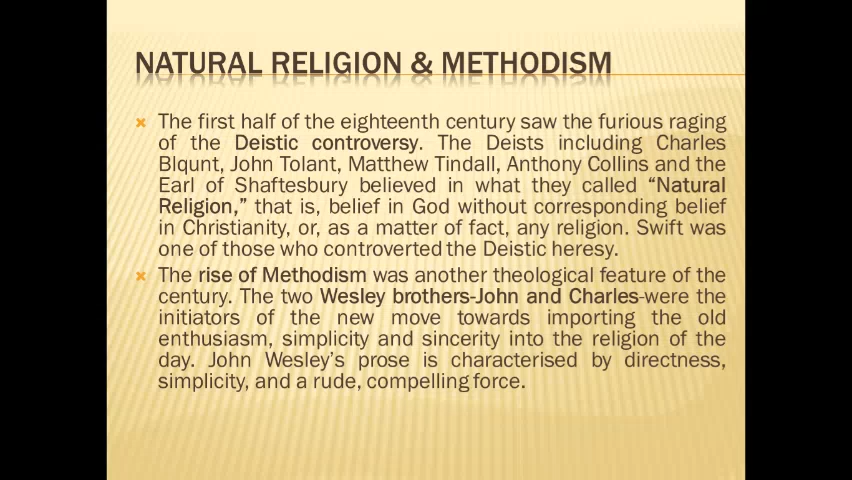 NATURAL RELIGION & METHODISM
The first half of the eighteenth century saw the furious raging
of the Deistic controversy. The Deists including Charles
Blqunt, John Tolant, Matthew Tindall, Anthony Collins and the
Earl of Shaftesbury believed in what they called “Natural
Religion,” that is, belief in God without corresponding belief
in Christianity, or, as a matter of fact, any religion. Swift was
one of those who controverted the Deistic heresy.
The rise of Methodism was another theological feature of the
century. The two Wesley brothers-John and Charles-were the
initiators of the new move towards importing the old
enthusiasm, simplicity and sincerity into the religion of the
day. John Wesley’s prose is characterised by directness,
simplicity, and a rude, compelling force.